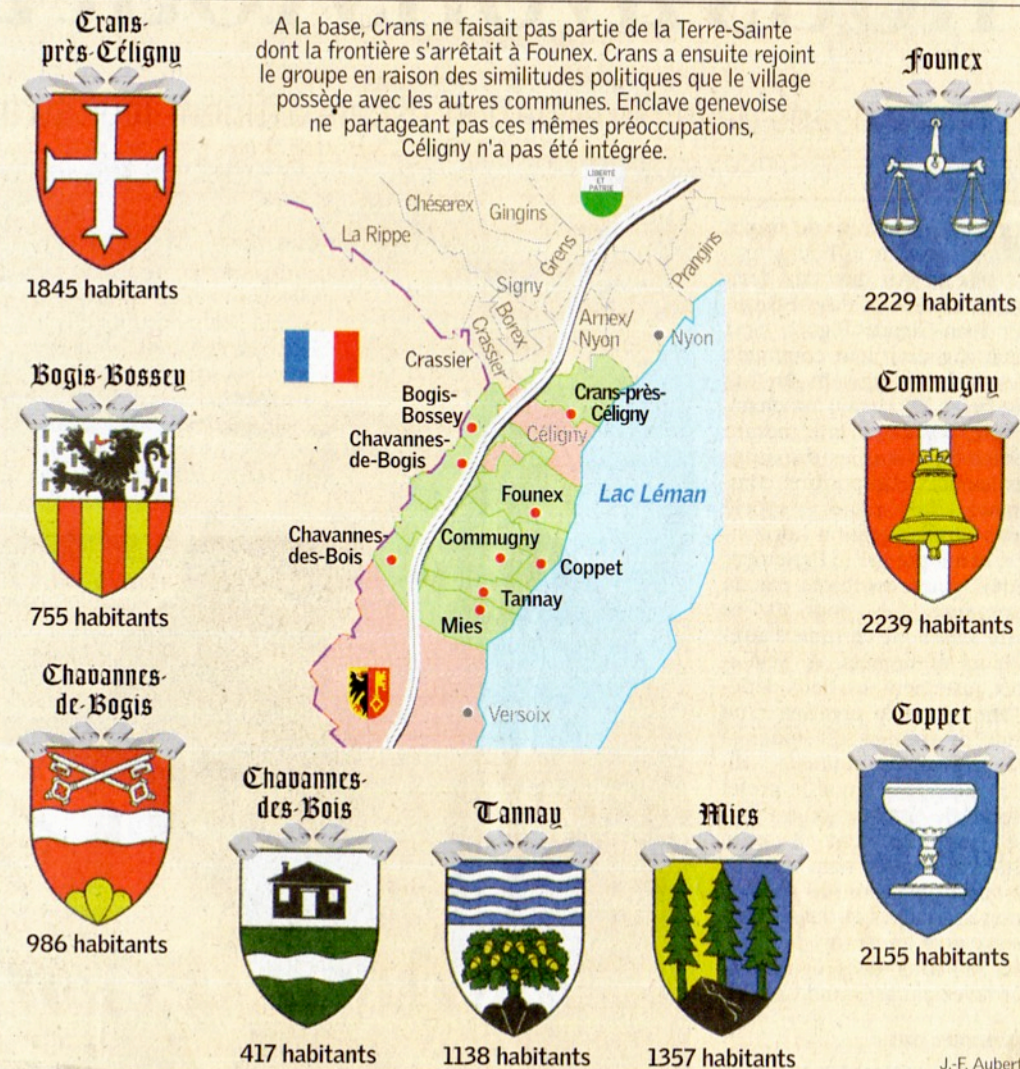 A la base, Crans ne faisait pas partie de la Terre-Sainte
dont la frontière s'arrêtait à Founex. Crans a ensuite rejoint
le groupe en raison des similitudes politiques que le village
possède avec les autres communes. Enclave genevoise
ne partageant pas ces mêmes préoccupations,
Céligny n'a pas été intégrée.
Crans-
près-Céligny
1845 habitants
Founex
2229 habitants
Bogis-Bossey
755 habitants
Commugny
2239 habitants
Chavannes-
de-Bogis
986 habitants
Coppet
2155 habitants
LIBERTÉ
ET
PATRIE
Chéserex
Gingins
La Rippe
Grens
Prangins
Signy
Borex
Crassier
Arnex/
Nyon
Nyon
Crassier
Bogis-
Bossey
Crans-près-
Céligny
Céligny
Chavannes-
de-Bogis
Founex
Lac Léman
Chavannes-
des-Bois
Commugny
Coppet
Tannay
Mies
Versoix
Chavannes-
des-Bois
417 habitants
Tannay
1138 habitants
Mies
1357 habitants
J.-F. Aubert